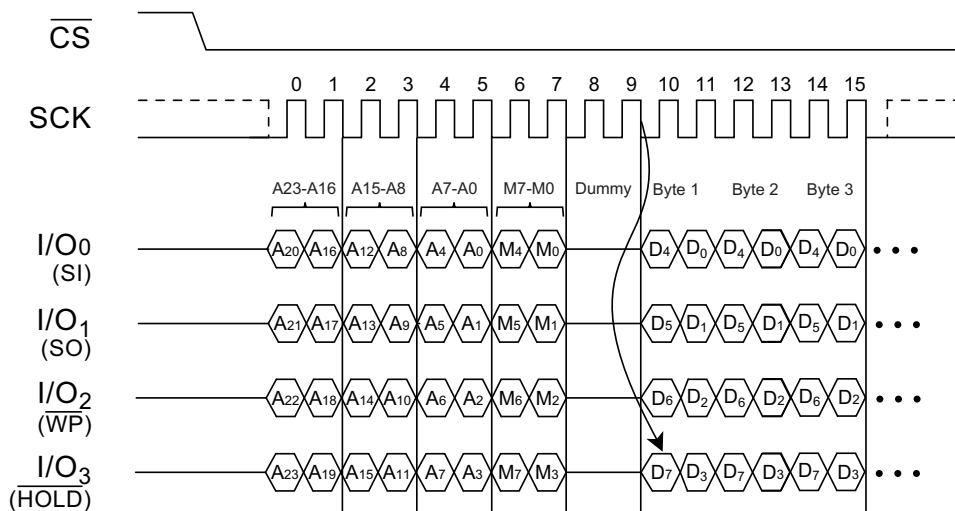 CS
0 1 2 3 4 5 6 7 8 9 10 11 12 13 14 15
SCK
A23-A16 A15-A8 A7-A0 M7-M0 Dummy Byte 1 Byte 2 Byte 3
I/O0 A20 A16 A12 A8 A4 A0 M4 M0 D4 D0 D4 D0 D4 D0
(SI)
I/O1 A21 A17 A13 A9 A5 A1 M5 M1 D5 D1 D5 D1 D5 D1
(SO)
I/O2 A22 A18 A14 A10 A6 A2 M6 M2 D6 D2 D6 D2 D6 D2
(WP)
I/O3 A23 A19 A15 A11 A7 A3 M7 M3 D7 D3 D7 D3 D7 D3
(HOLD)